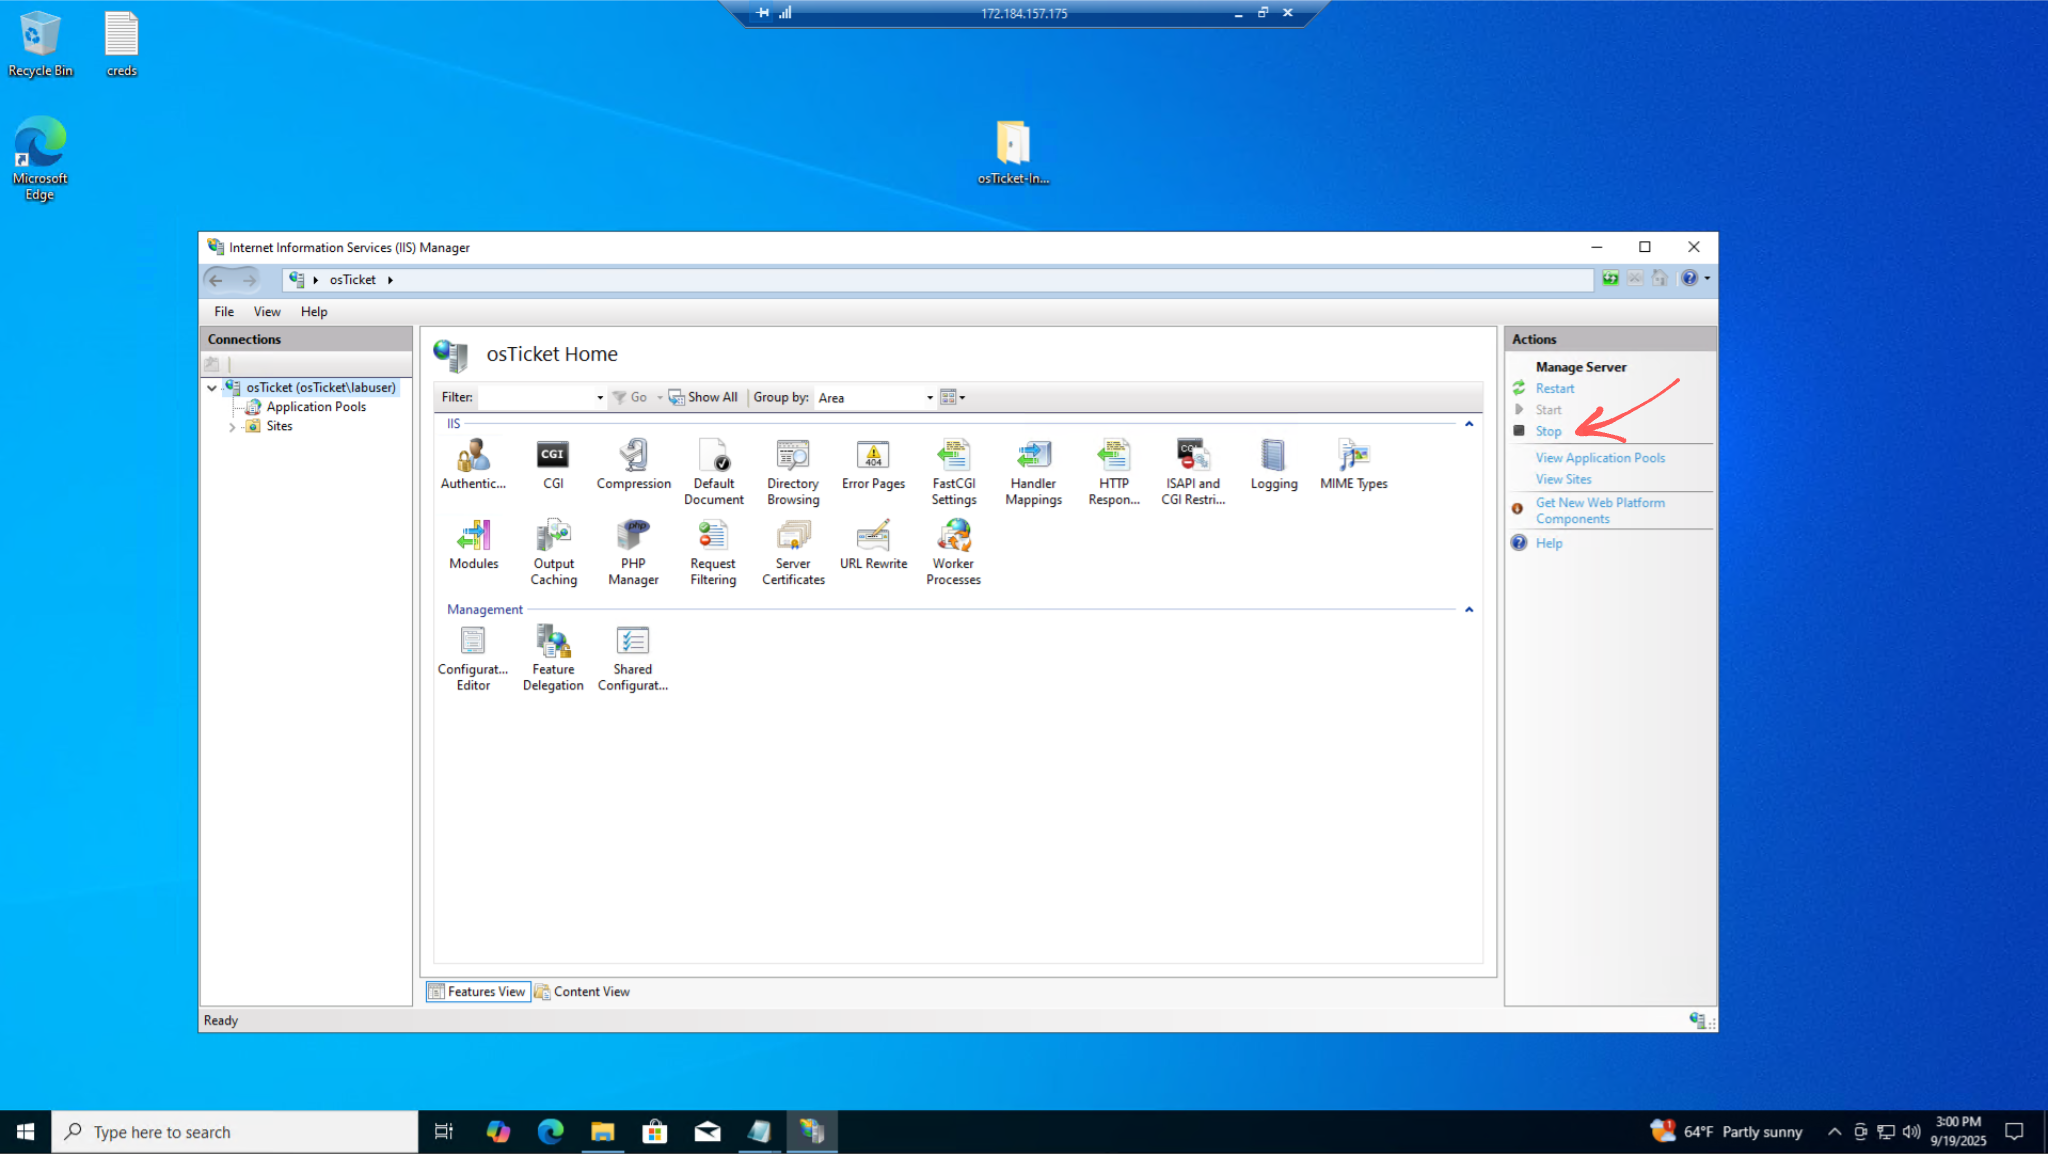 172.184.157.175
Recycle Bin
creds
Microsoft
Edge
osTicket-In...
Internet Information Services (IIS) Manager
osTicket
File View Help
Connections
osTicket (osTicket\labuser)
Application Pools
Sites
osTicket Home
Filter: Go Show All Group by: Area
IIS
CGI
404
Authentic...
CGI
Compression
Default
Document
Directory
Browsing
Error Pages
FastCGI
Settings
Handler
Mappings
HTTP
Respon...
ISAPI and
CGI Restri...
Logging
MIME Types
php
Modules
Output
Caching
PHP
Manager
Request
Filtering
Server
Certificates
URL Rewrite
Worker
Processes
Management
Configurat...
Editor
Feature
Delegation
Shared
Configurat...
Features View Content View
Ready
Actions
Manage Server
Restart
Start
Stop
View Application Pools
View Sites
Get New Web Platform
Components
Help
Type here to search
64°F Partly sunny
3:00 PM
9/19/2025